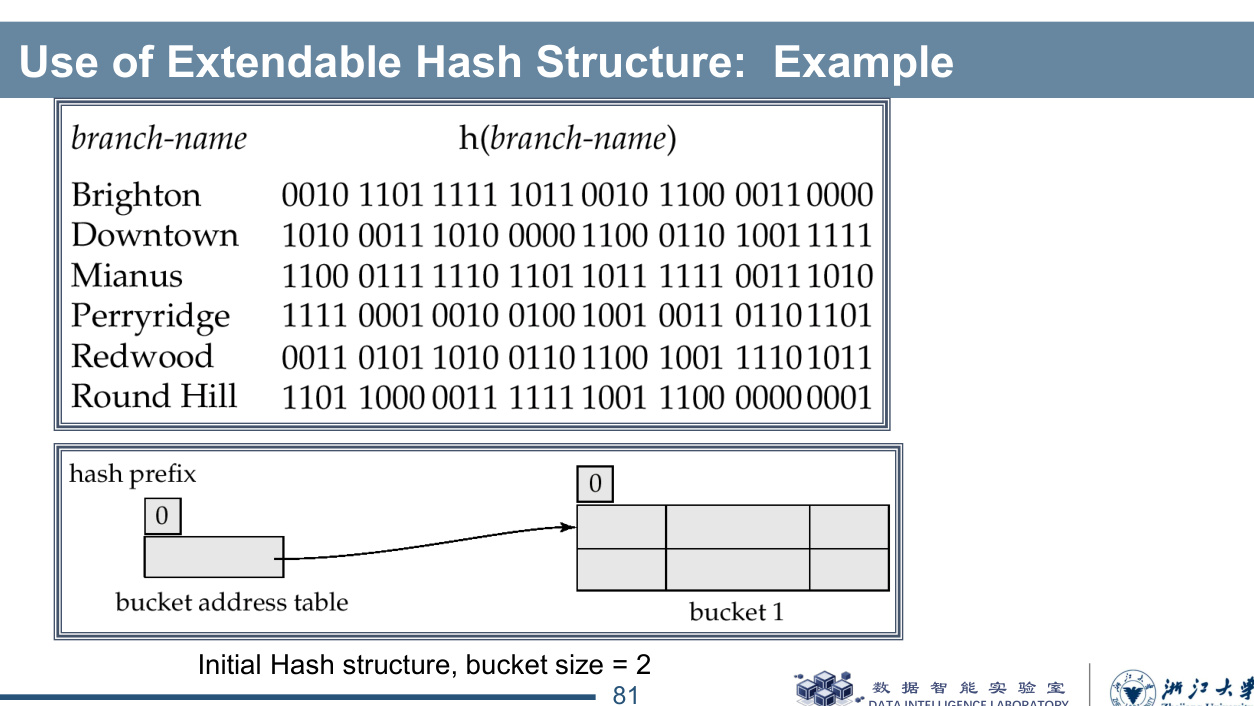 Use of Extendable Hash Structure:  Example
branch-name h(branch-name)
Brighton 0010 1101 1111 1011 0010 1100 0011 0000
Downtown 1010 0011 1010 0000 1100 0110 1001 1111
Mianus 1100 0111 1110 1101 1011 1111 0011 1010
Perryridge 1111 0001 0010 0100 1001 0011 0110 1101
Redwood 0011 0101 1010 0110 1100 1001 1110 1011
Round Hill 1101 1000 0011 1111 1001 1100 0000 0001
hash prefix
0
0
bucket address table
bucket 1
Initial Hash structure, bucket size = 2
81
数据智能实验室
DATA INTELLIGENCE LABORATORY
浙江大学